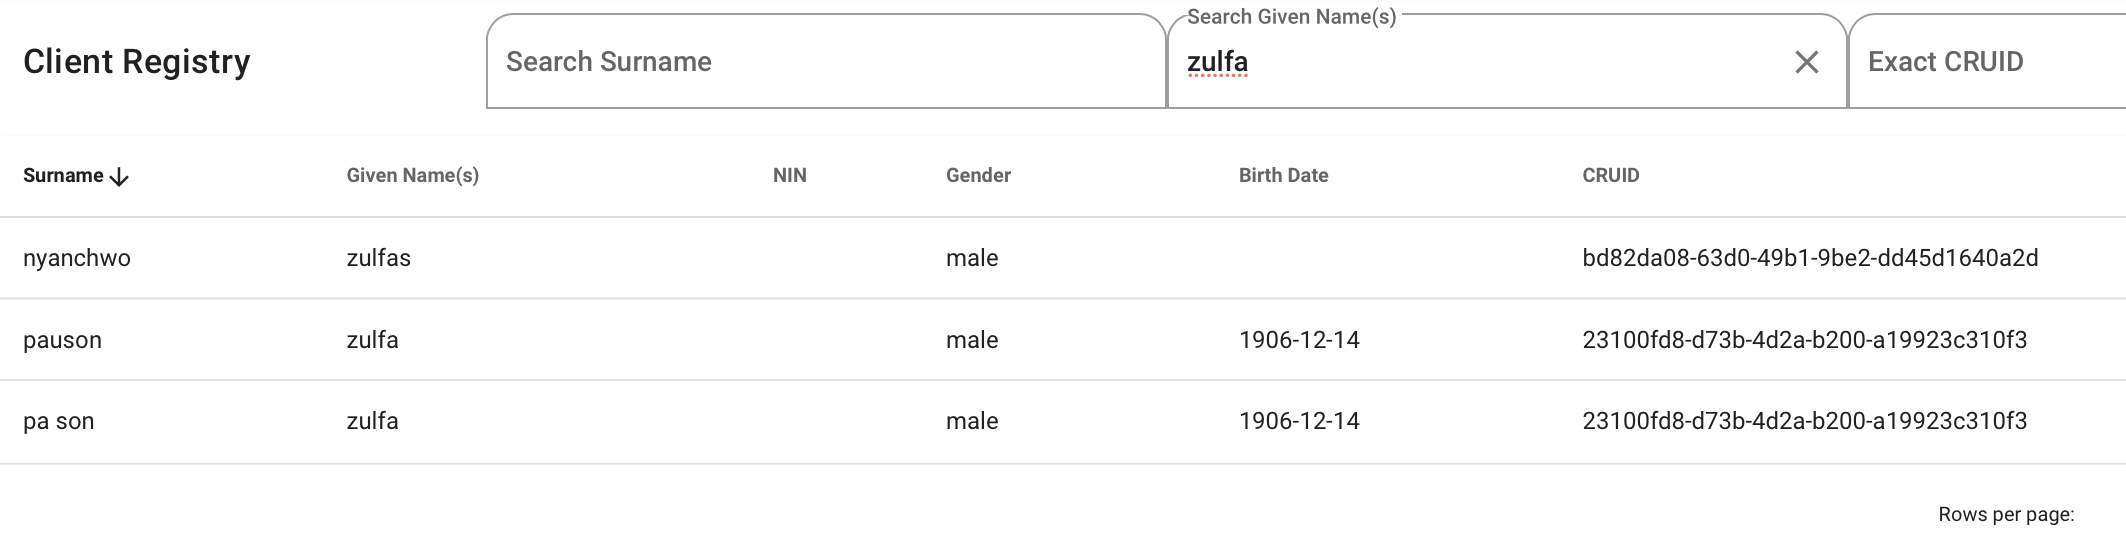 Client Registry
Search Surname
Search Given Name(s)
zulfa
Exact CRUID
Surname Given Name(s) NIN Gender Birth Date CRUID
nyanchwo zulfas male bd82da08-63d0-49b1-9be2-dd45d1640a2d
pauson zulfa male 1906-12-14 23100fd8-d73b-4d2a-b200-a19923c310f3
pa son zulfa male 1906-12-14 23100fd8-d73b-4d2a-b200-a19923c310f3
Rows per page: